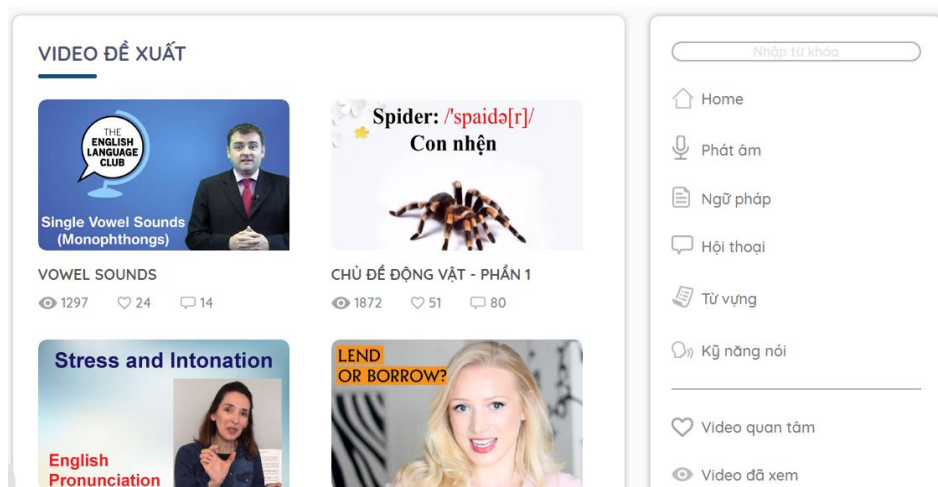 VIDEO ĐỀ XUẤT
THE
ENGLISH
LANGUAGE
CLUB
Single Vowel Sounds
(Monophthongs)
VOWEL SOUNDS
1297 24 14
Spider: /'spaidə[r]/
Con nhện
CHỦ ĐỀ ĐỘNG VẬT - PHẦN 1
1872 51 80
Stress and Intonation
English
Pronunciation
LEND
OR BORROW?
Nhập từ khóa
Home
Phát âm
Ngữ pháp
Hội thoại
Từ vựng
Kỹ năng nói
Video quan tâm
Video đã xem